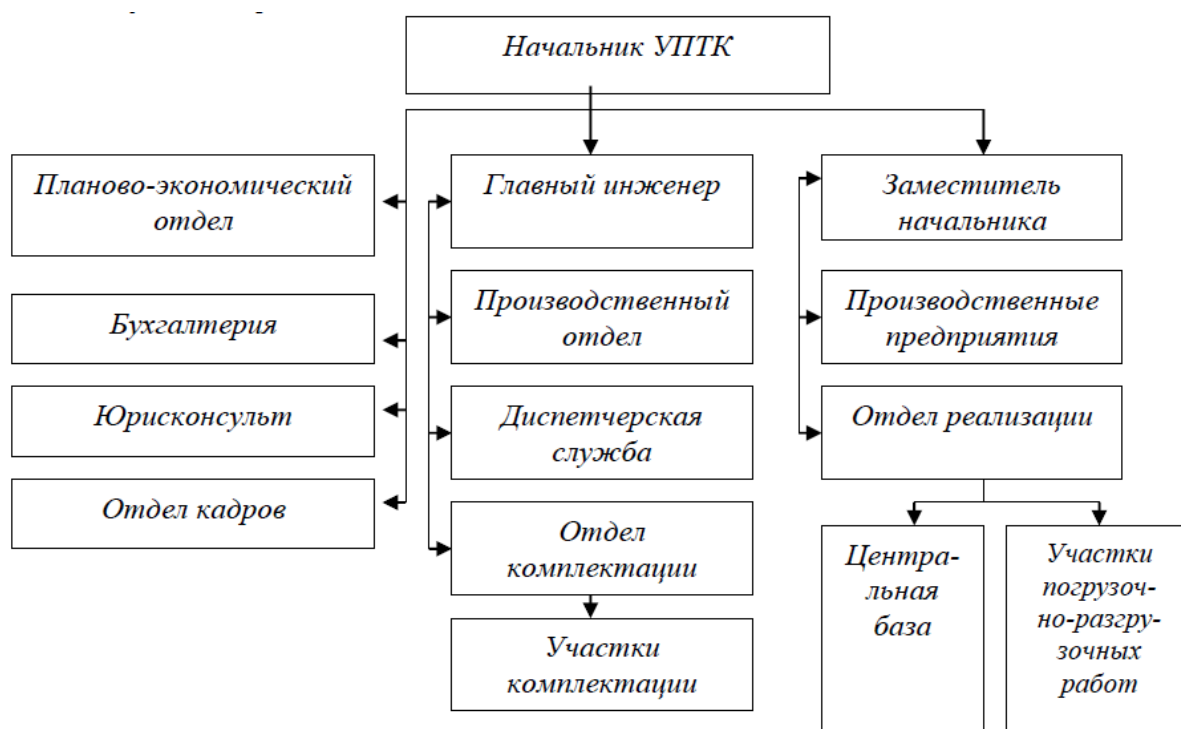 Начальник УПТК
Планово-экономический
отдел
Главный инженер
Заместитель
начальника
Бухгалтерия
Производственный
отдел
Производственные
предприятия
Юрисконсульт
Диспетчерская
служба
Отдел реализации
Отдел кадров
Отдел
комплектации
Центра-
льная
база
Участки
погрузоч-
но-разгру-
зочных
работ
Участки
комплектации